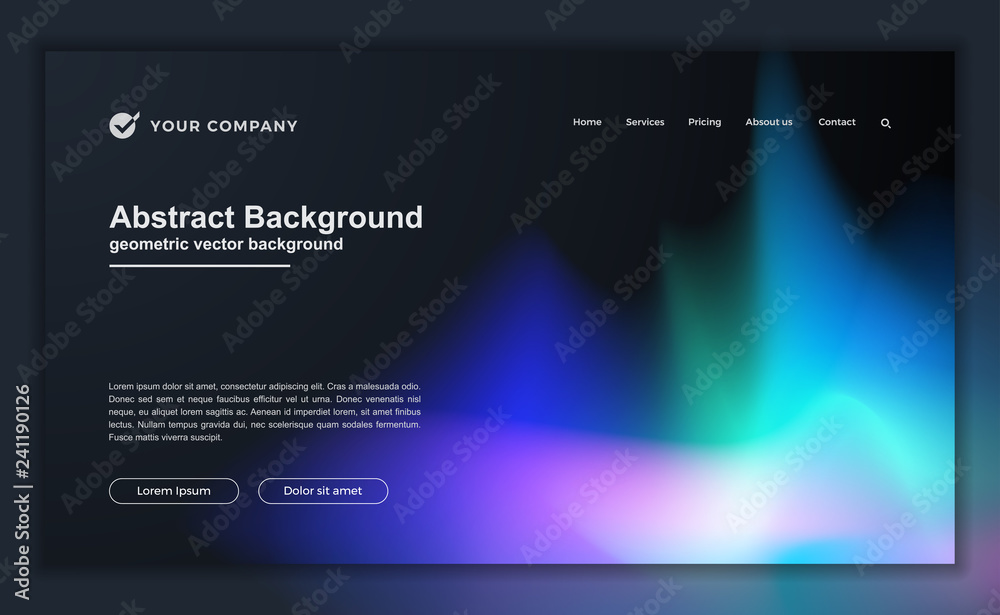 YOUR COMPANY
Home Services Pricing Absout us Contact
Abstract Background
geometric vector background
Lorem ipsum dolor sit amet, consectetur adipiscing elit. Cras a malesuada odio.
Donec sed sem et neque faucibus efficitur vel ut urna. Donec venenatis nisl
neque, eu aliquet lorem sagittis ac. Aenean id imperdiet lorem, sit amet finibus
lectus. Nullam tempus gravida dui, nec scelerisque quam sodales fermentum.
Fusce mattis viverra suscipit.
Lorem Ipsum Dolor sit amet
Adobe Stock | #241190126
Adobe Stock